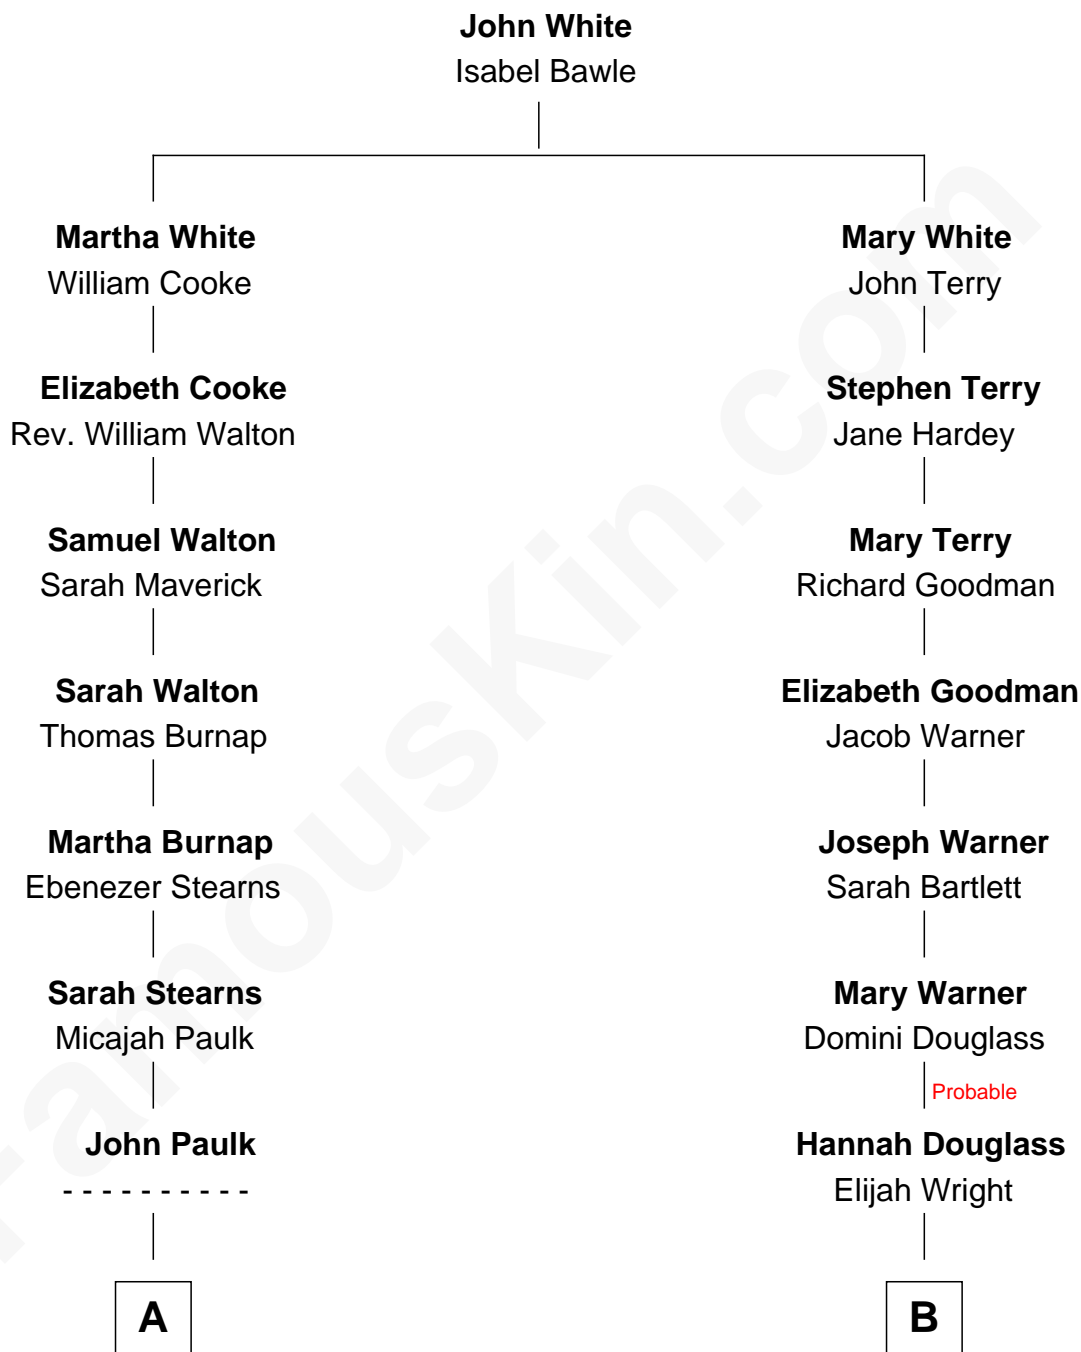 John White
Isabel Bawle
Martha White
William Cooke
Elizabeth Cooke
Rev. William Walton
Samuel Walton
Sarah Maverick
Sarah Walton
Thomas Burnap
Martha Burnap
Ebenezer Stearns
Sarah Stearns
Micajah Paulk
John Paulk
- - - - - - - - - -
A
Mary White
John Terry
Stephen Terry
Jane Hardey
Mary Terry
Richard Goodman
Elizabeth Goodman
Jacob Warner
Joseph Warner
Sarah Bartlett
Mary Warner
Domini Douglass
Probable
Hannah Douglass
Elijah Wright
B
FamousKin.com